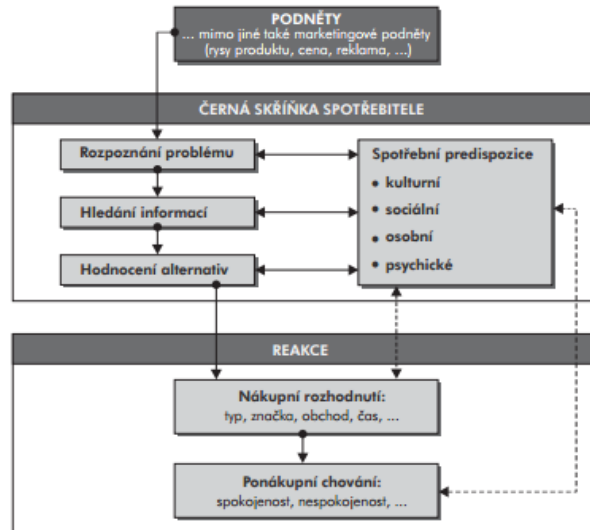 PODNĚTY
... mimo jiné také marketingové podněty
(rysy produktu, cena, reklama, ...)
ČERNÁ SKŘÍŇKA SPOTŘEBITELE
Rozpoznání problému
Hledání informací
Hodnocení alternativ
Spotřební predispozice
• kulturní
• sociální
• osobní
• psychické
REAKCE
Nákupní rozhodnutí:
typ, značka, obchod, čas, ...
Ponákupní chování:
spokojenost, nespokojenost, ...